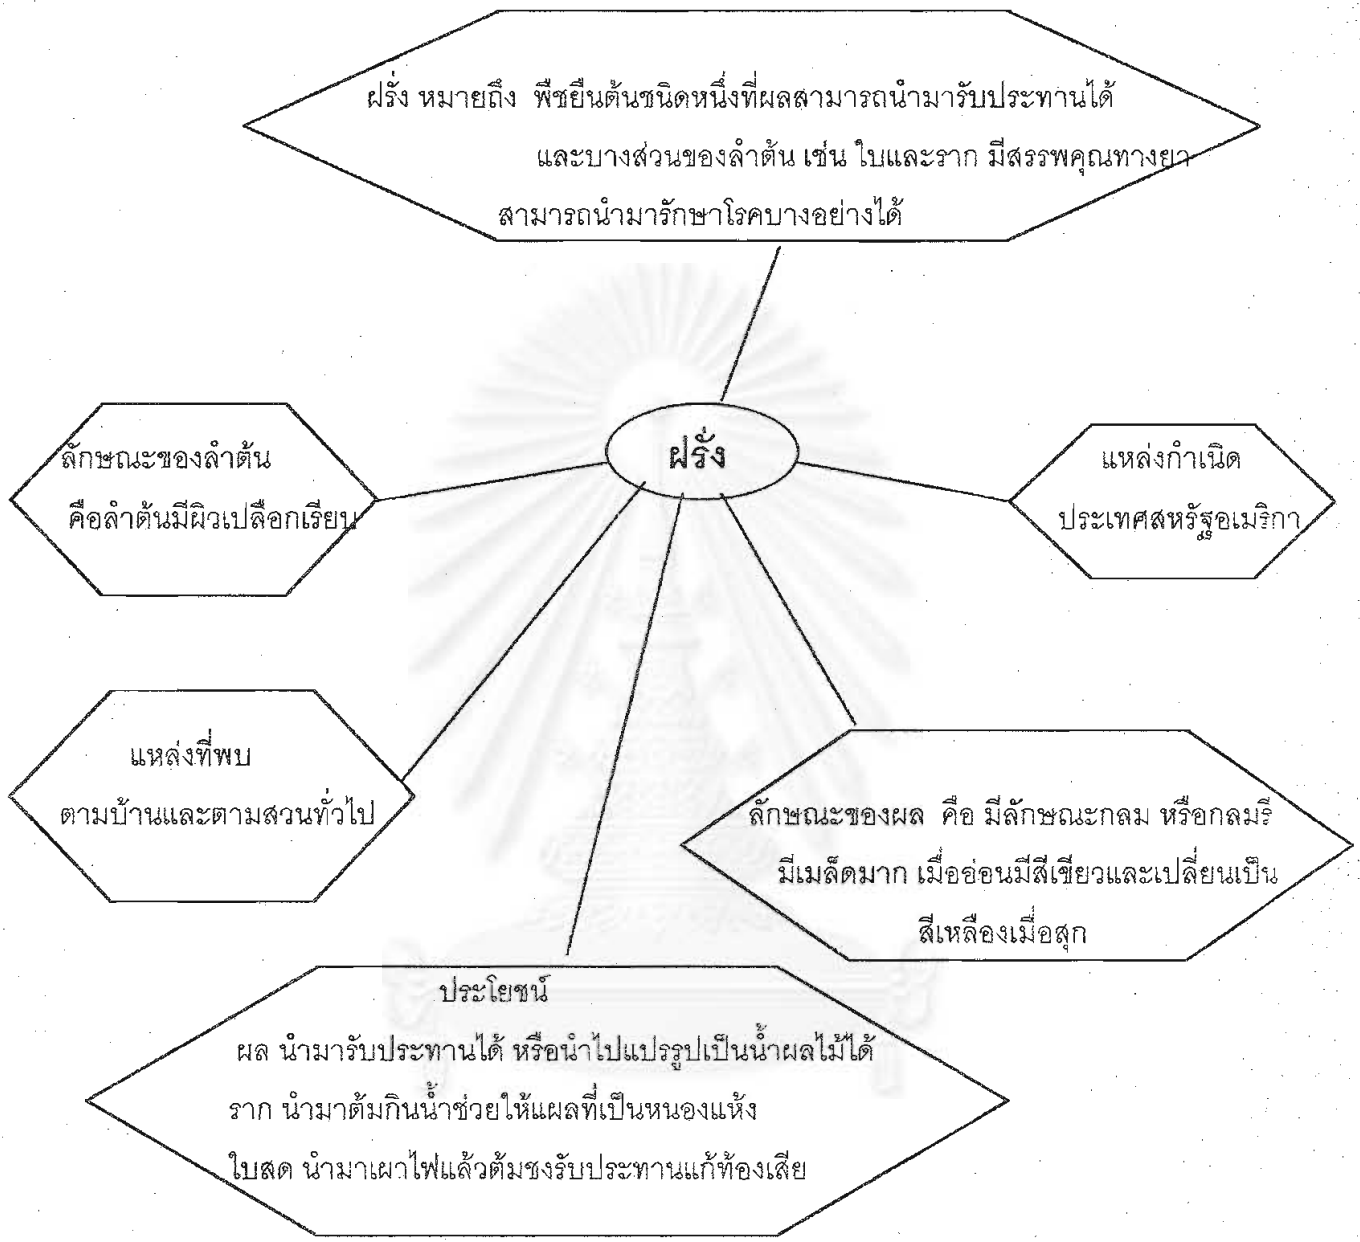 ฝรั่ง หมายถึง พืชยืนต้นชนิดหนึ่งที่ผลสามารถนำมารับประทานได้
และบางส่วนของลำต้น เช่น ใบและราก มีสรรพคุณทางยา
สามารถนำมารักษาโรคบางอย่างได้
ฝรั่ง
ลักษณะของลำต้น
คือลำต้นมีผิวเปลือกเรียบ
แหล่งกำเนิด
ประเทศสหรัฐอเมริกา
แหล่งที่พบ
ตามบ้านและตามสวนทั่วไป
ลักษณะของผล คือ มีลักษณะกลม หรือกลมรี
มีเมล็ดมาก เมื่ออ่อนมีสีเขียวและเปลี่ยนเป็น
สีเหลืองเมื่อสุก
ประโยชน์
ผล นำมารับประทานได้ หรือนำไปแปรรูปเป็นน้ำผลไม้ได้
ราก นำมาต้มกินน้ำช่วยให้แผลที่เป็นหนองแห้ง
ใบสด นำมาเผาไฟแล้วต้มชงรับประทานแก้ท้องเสีย